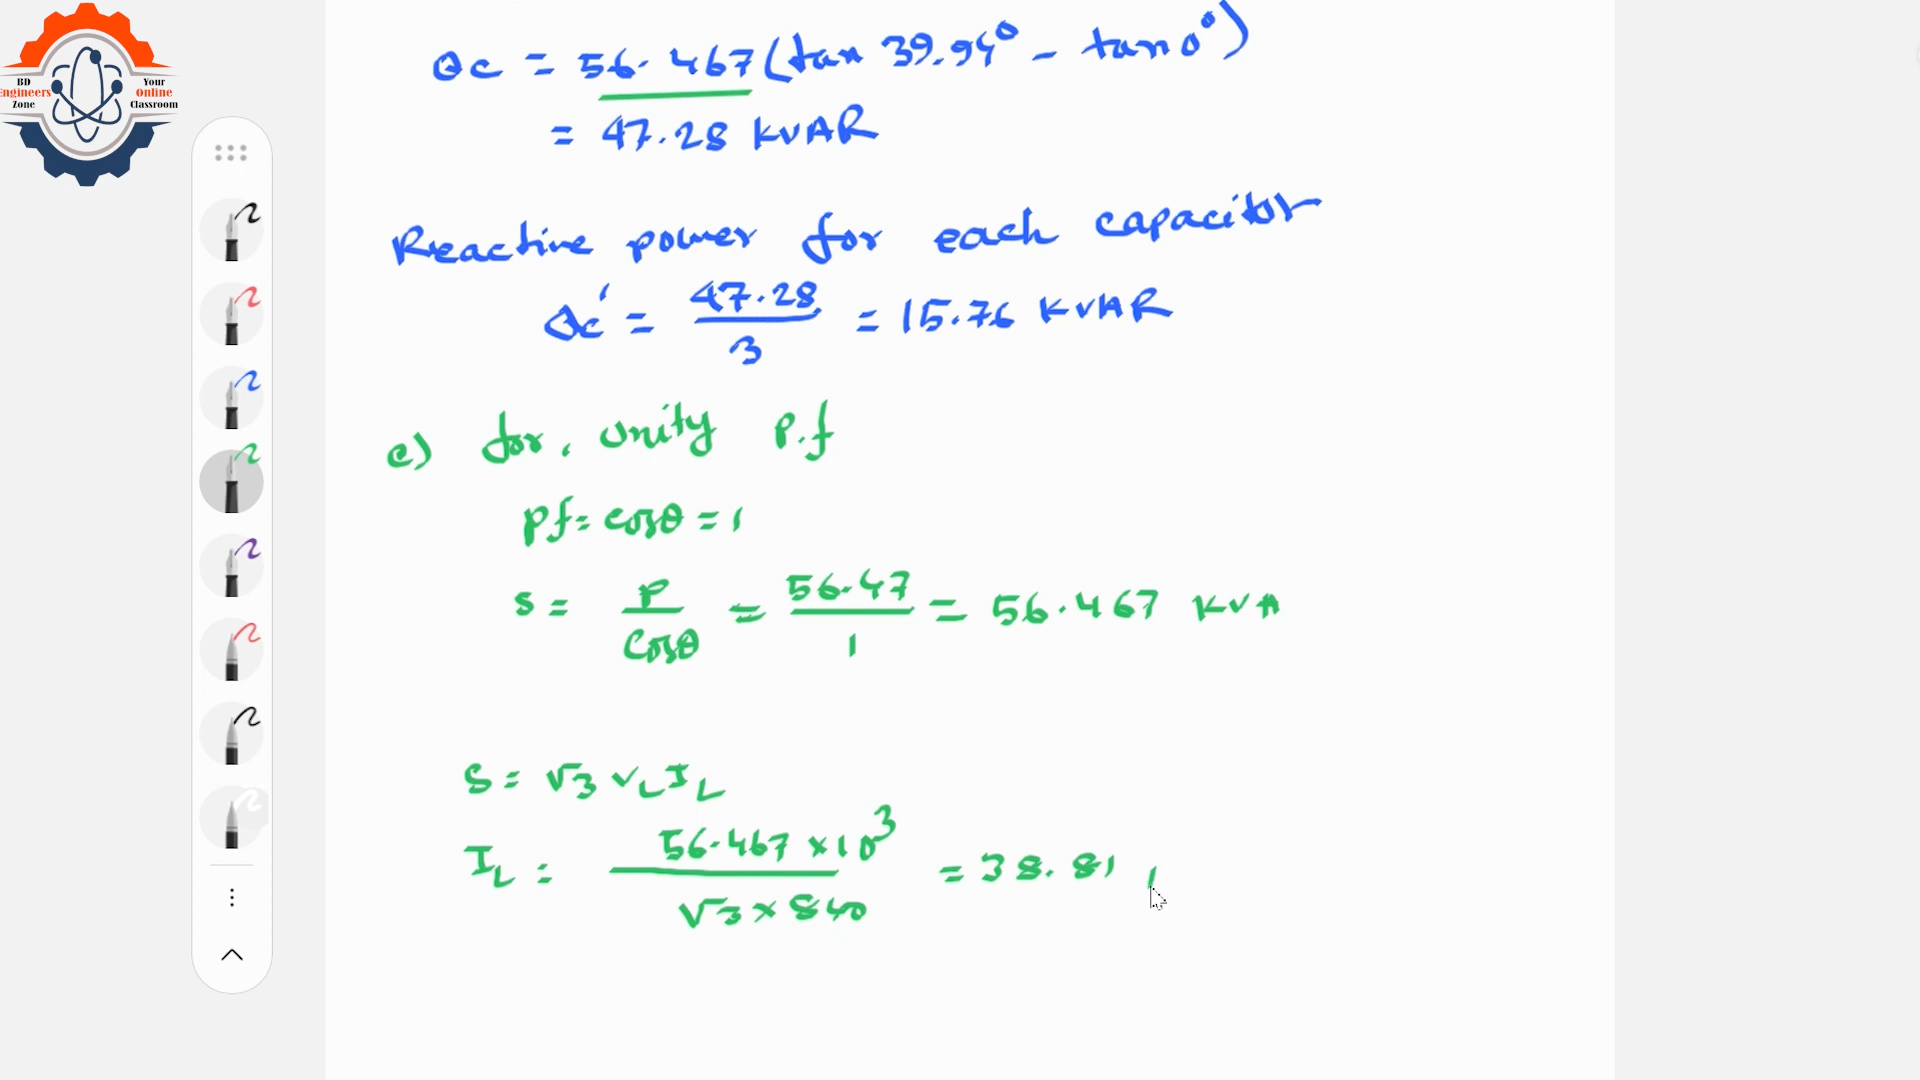 BD Engineers Zone
Your Online Classroom
Qc = 56.467 (tan 39.94° - tan 0°)
= 47.28 KVAR
Reactive power for each capacitor
Qc' = 47.28 / 3 = 15.76 KVAR
c) for, unity p.f
pf = cosθ = 1
S = P / cosθ = 56.47 / 1 = 56.467 KVA
S = √3 VL IL
IL = 56.467 × 10³ / √3 × 840 = 38.81